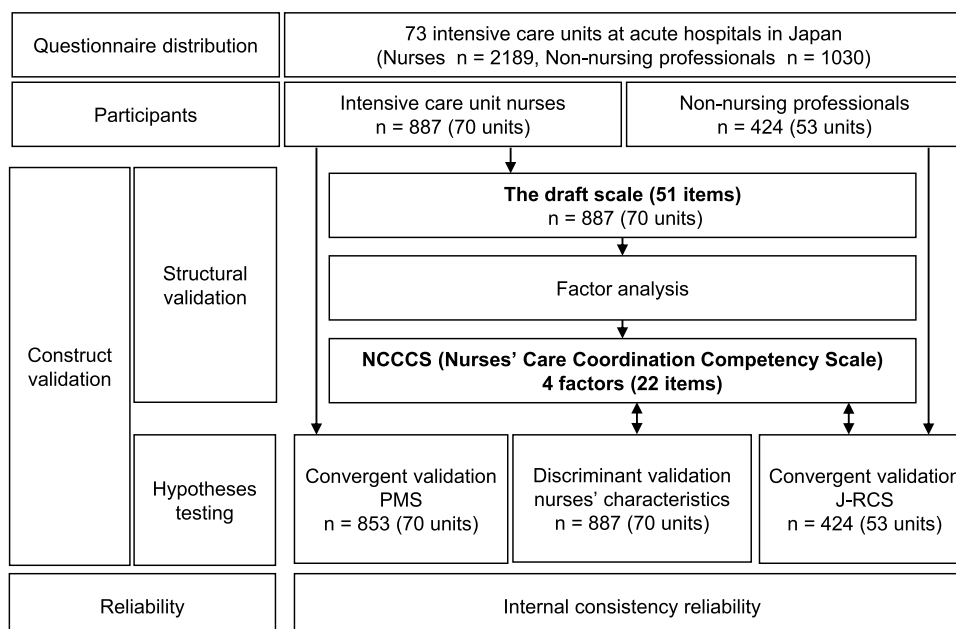 Questionnaire distribution
73 intensive care units at acute hospitals in Japan
(Nurses n = 2189, Non-nursing professionals n = 1030)
Participants
Intensive care unit nurses
n = 887 (70 units)
Non-nursing professionals
n = 424 (53 units)
Construct
validation
Structural
validation
The draft scale (51 items)
n = 887 (70 units)
Factor analysis
NCCCS (Nurses’ Care Coordination Competency Scale)
4 factors (22 items)
Hypotheses
testing
Convergent validation
PMS
n = 853 (70 units)
Discriminant validation
nurses’ characteristics
n = 887 (70 units)
Convergent validation
J-RCS
n = 424 (53 units)
Reliability
Internal consistency reliability